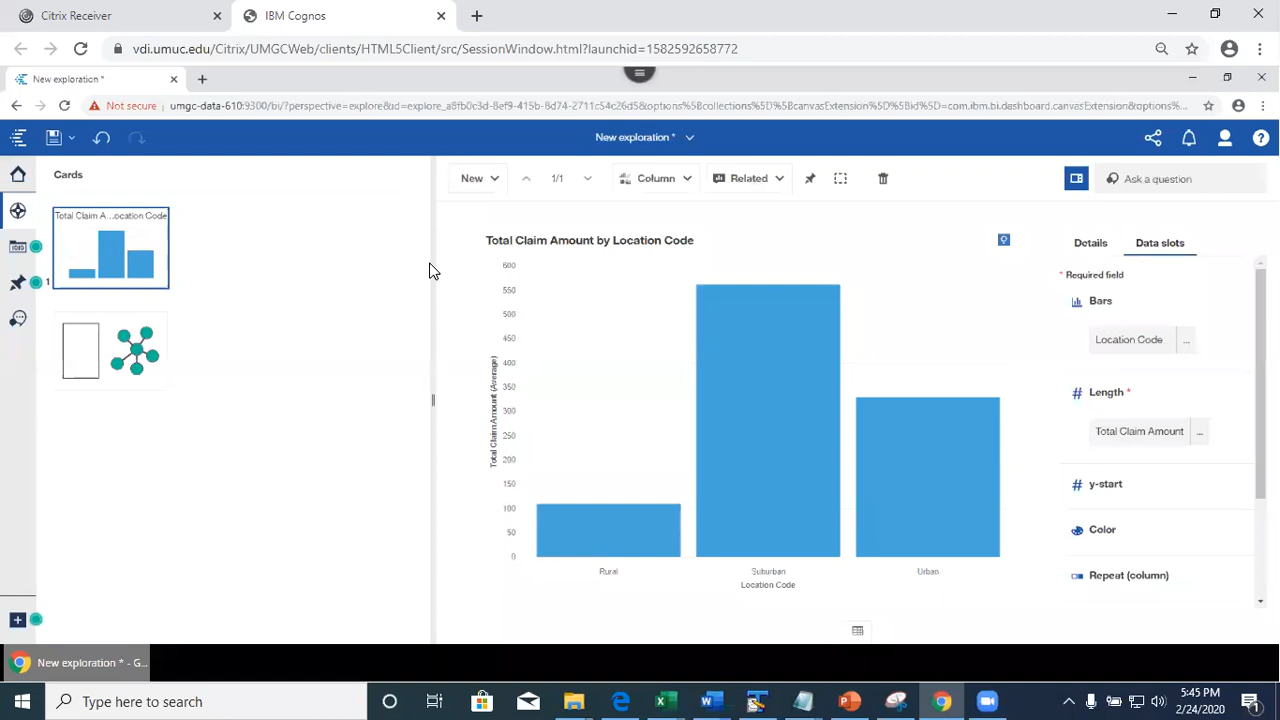 Citrix Receiver
IBM Cognos
vdi.umuc.edu/Citrix/UMGCWeb/clients/HTML5Client/src/SessionWindow.html?launchid=1582592658772
New exploration *
Not secure
New exploration *
Cards
New
1/1
Column
Related
Ask a question
Total Claim A...ocation Code
1
Total Claim Amount by Location Code
600
550
500
450
400
350
300
250
200
150
100
50
0
Total Claim Amount (Average)
Rural
Suburban
Urban
Location Code
Details
Data slots
* Required field
Bars
Location Code
...
Length *
Total Claim Amount
...
y-start
Color
Repeat (column)
New exploration * - G...
Type here to search
5:45 PM
2/24/2020